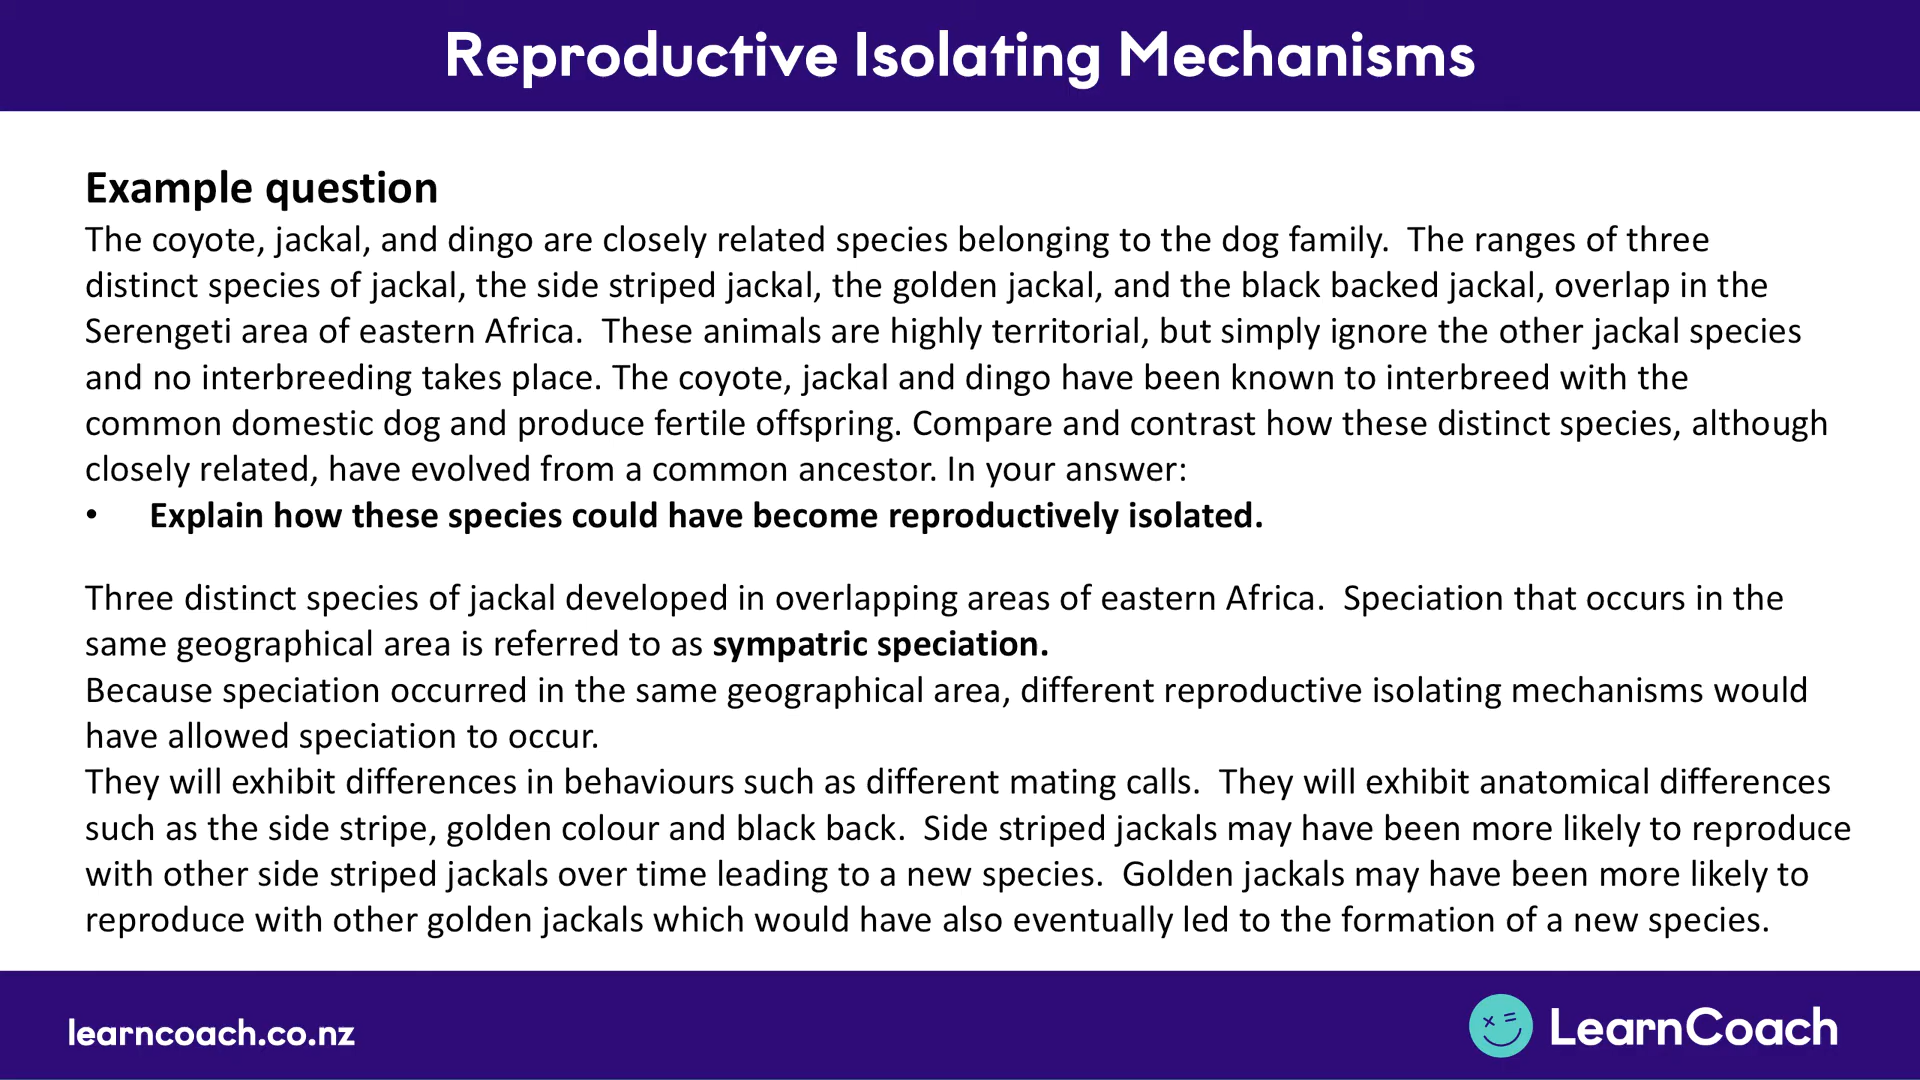 Reproductive Isolating Mechanisms
Example question
The coyote, jackal, and dingo are closely related species belonging to the dog family.  The ranges of three
distinct species of jackal, the side striped jackal, the golden jackal, and the black backed jackal, overlap in the
Serengeti area of eastern Africa.  These animals are highly territorial, but simply ignore the other jackal species
and no interbreeding takes place. The coyote, jackal and dingo have been known to interbreed with the
common domestic dog and produce fertile offspring. Compare and contrast how these distinct species, although
closely related, have evolved from a common ancestor. In your answer:
• Explain how these species could have become reproductively isolated.
Three distinct species of jackal developed in overlapping areas of eastern Africa.  Speciation that occurs in the
same geographical area is referred to as sympatric speciation.
Because speciation occurred in the same geographical area, different reproductive isolating mechanisms would
have allowed speciation to occur.
They will exhibit differences in behaviours such as different mating calls.  They will exhibit anatomical differences
such as the side stripe, golden colour and black back.  Side striped jackals may have been more likely to reproduce
with other side striped jackals over time leading to a new species.  Golden jackals may have been more likely to
reproduce with other golden jackals which would have also eventually led to the formation of a new species.
learncoach.co.nz
LearnCoach